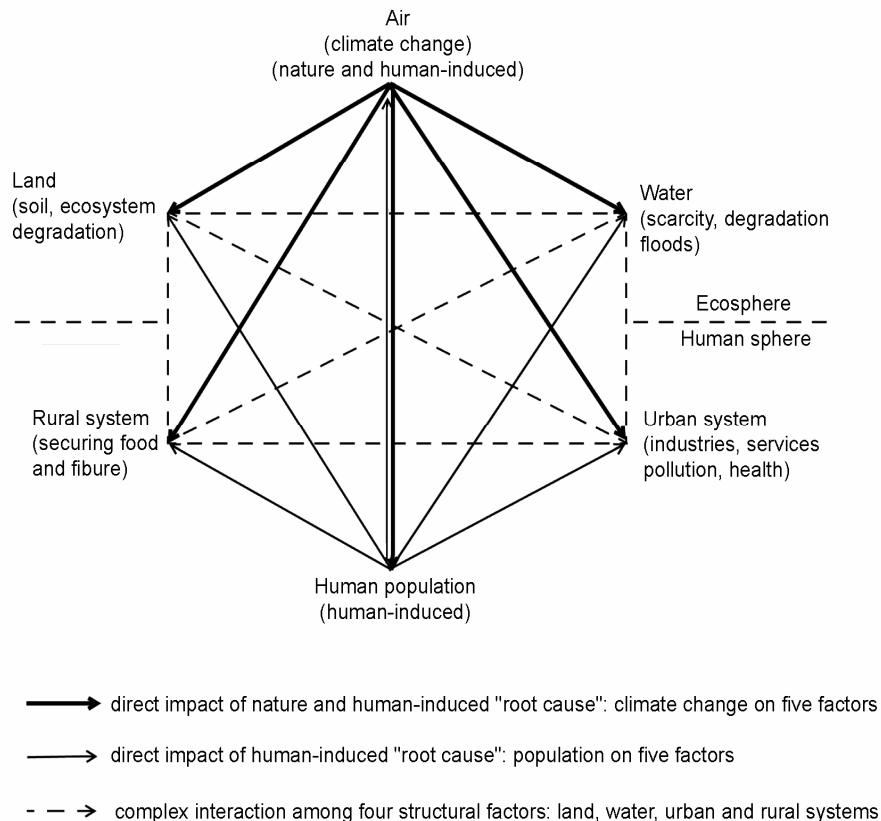 Air
(climate change)
(nature and human-induced)
Land
(soil, ecosystem
degradation)
Water
(scarcity, degradation
floods)
Ecosphere
Human sphere
Rural system
(securing food
and fibure)
Urban system
(industries, services
pollution, health)
Human population
(human-induced)
direct impact of nature and human-induced "root cause": climate change on five factors
direct impact of human-induced "root cause": population on five factors
complex interaction among four structural factors: land, water, urban and rural systems